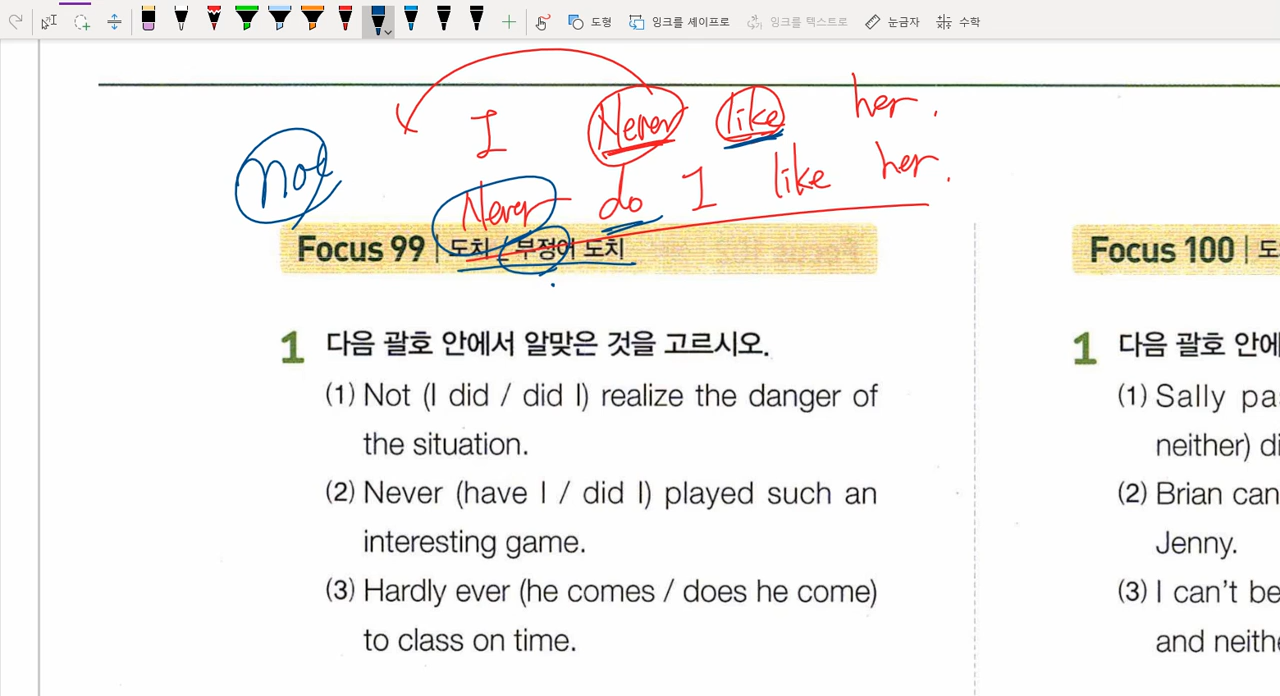 도형 잉크를 셰이프로 잉크를 텍스트로 눈금자 수학
I Never like her.
Not
Never do I like her.
Focus 99 | 도치 / 부정어 도치
1 다음 괄호 안에서 알맞은 것을 고르시오.
(1) Not (I did / did I) realize the danger of
the situation.
(2) Never (have I / did I) played such an
interesting game.
(3) Hardly ever (he comes / does he come)
to class on time.
Focus 100 | 도
1 다음 괄호 안에
(1) Sally pa
neither) di
(2) Brian can
Jenny.
(3) I can't be
and neith